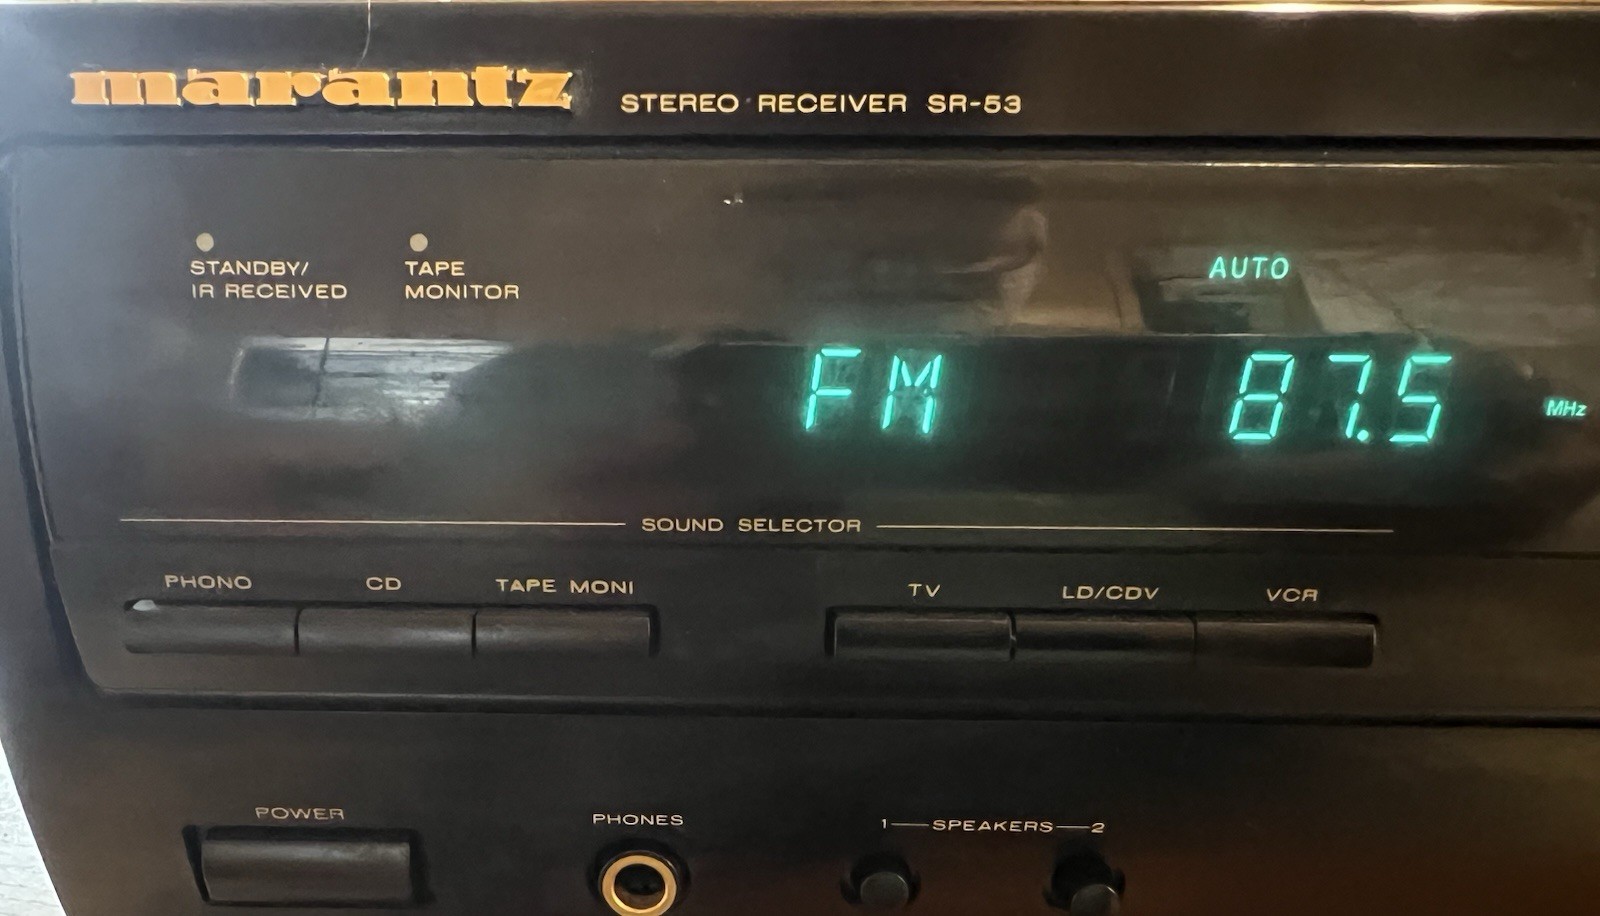 marantz STEREO RECEIVER SR-53
STANDBY/ TAPE
IR RECEIVED MONITOR
AUTO
FM 87.5 MHz
SOUND SELECTOR
PHONO CD TAPE MONI TV LD/CDV VCR
POWER PHONES 1 SPEAKERS 2